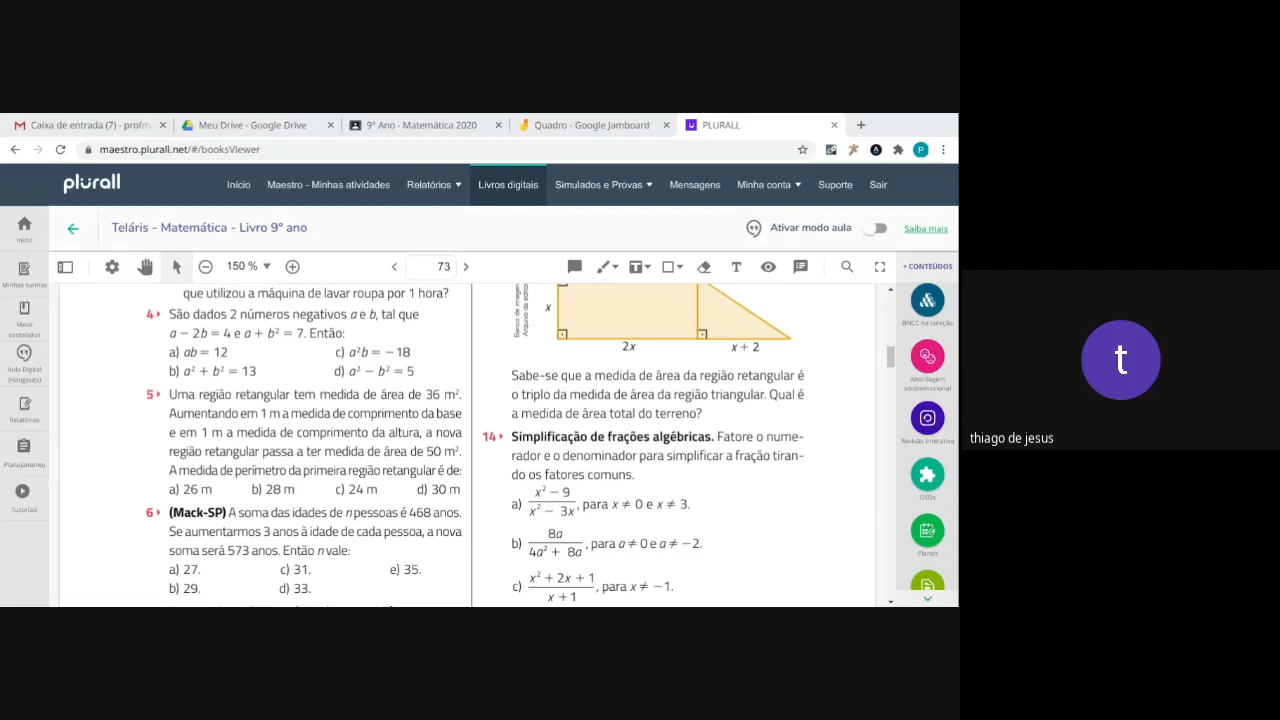 Caixa de entrada (7) - profm
Meu Drive - Google Drive
9º Ano - Matemática 2020
Quadro - Google Jamboard
PLURALL
maestro.plurall.net/#/booksViewer
P
plurall
Início
Maestro - Minhas atividades
Relatórios
Livros digitais
Simulados e Provas
Mensagens
Minha conta
Suporte
Sair
Teláris - Matemática - Livro 9º ano
Ativar modo aula
Saiba mais
150 %
73
+ CONTEÚDOS
Início
Minhas turmas
Meus
conteúdos
Aula Digital
(Hangouts)
Relatórios
Planejamento
Tutoriais
que utilizou a máquina de lavar roupa por 1 hora?
4 São dados 2 números negativos a e b, tal que
a − 2b = 4 e a + b² = 7. Então:
a) ab = 12 c) a²b = −18
b) a² + b² = 13 d) a² − b² = 5
5 Uma região retangular tem medida de área de 36 m².
Aumentando em 1 m a medida de comprimento da base
e em 1 m a medida de comprimento da altura, a nova
região retangular passa a ter medida de área de 50 m².
A medida de perímetro da primeira região retangular é de:
a) 26 m b) 28 m c) 24 m d) 30 m
6 (Mack-SP) A soma das idades de n pessoas é 468 anos.
Se aumentarmos 3 anos à idade de cada pessoa, a nova
soma será 573 anos. Então n vale:
a) 27. c) 31. e) 35.
b) 29. d) 33.
Banco de imagen
Arquivo da editor
x
2x
x + 2
Sabe-se que a medida de área da região retangular é
o triplo da medida de área da região triangular. Qual é
a medida de área total do terreno?
14 Simplificação de frações algébricas. Fatore o nume-
rador e o denominador para simplificar a fração tiran-
do os fatores comuns.
a) (x² − 9)/(x² − 3x), para x ≠ 0 e x ≠ 3.
b) 8a/(4a² + 8a), para a ≠ 0 e a ≠ −2.
c) (x² + 2x + 1)/(x + 1), para x ≠ −1.
BNCC na coleção
Abordagem
socioemocional
Revisão Interativa
OEDs
Planos
t
thiago de jesus